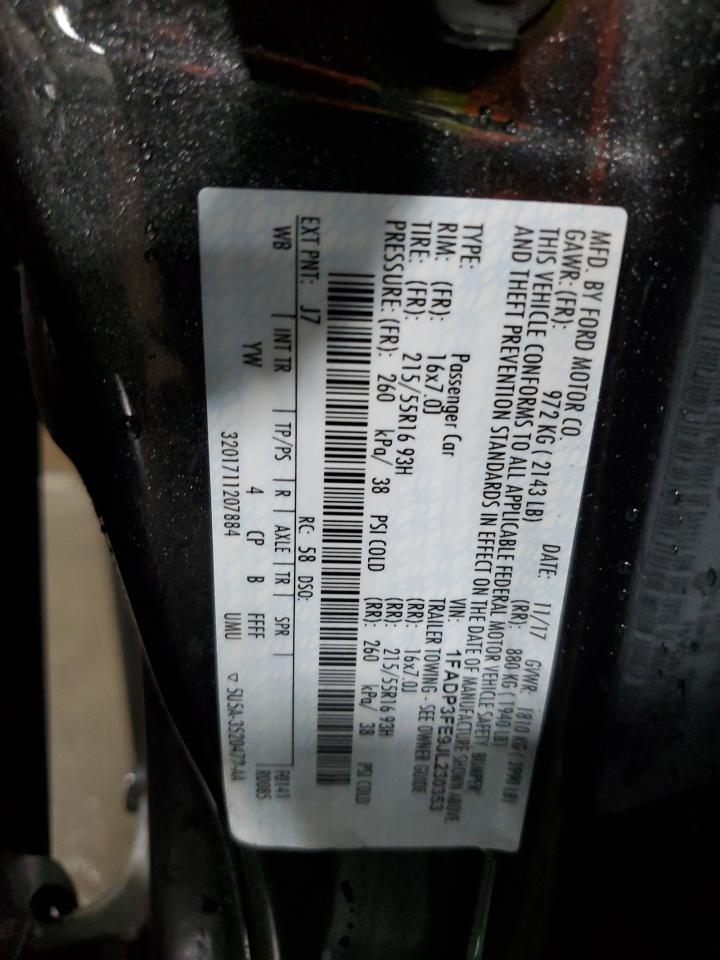 MFD. BY FORD MOTOR CO.
DATE: 11/17 GVWR: 1810 KG ( 3990 LB)
GAWR: (FR): 972 KG ( 2143 LB) (RR): 880 KG ( 1940 LB)
THIS VEHICLE CONFORMS TO ALL APPLICABLE FEDERAL MOTOR VEHICLE SAFETY, BUMPER,
AND THEFT PREVENTION STANDARDS IN EFFECT ON THE DATE OF MANUFACTURE SHOWN ABOVE.
VIN: 1FADP3FE9JL230353
TYPE: Passenger Car TRAILER TOWING - SEE OWNER GUIDE
RIM: (FR): 16x7.0J (RR): 16x7.0J
TIRE: (FR): 215/55R16 93H (RR): 215/55R16 93H
PRESSURE: (FR): 260 kPa/ 38 PSI COLD (RR): 260 kPa/ 38 PSI COLD
EXT PNT: J7 RC: 58 DSO:
WB INT TR TP/PS R AXLE TR SPR
YW 4 CP B FFFF
3201711207884 UMU